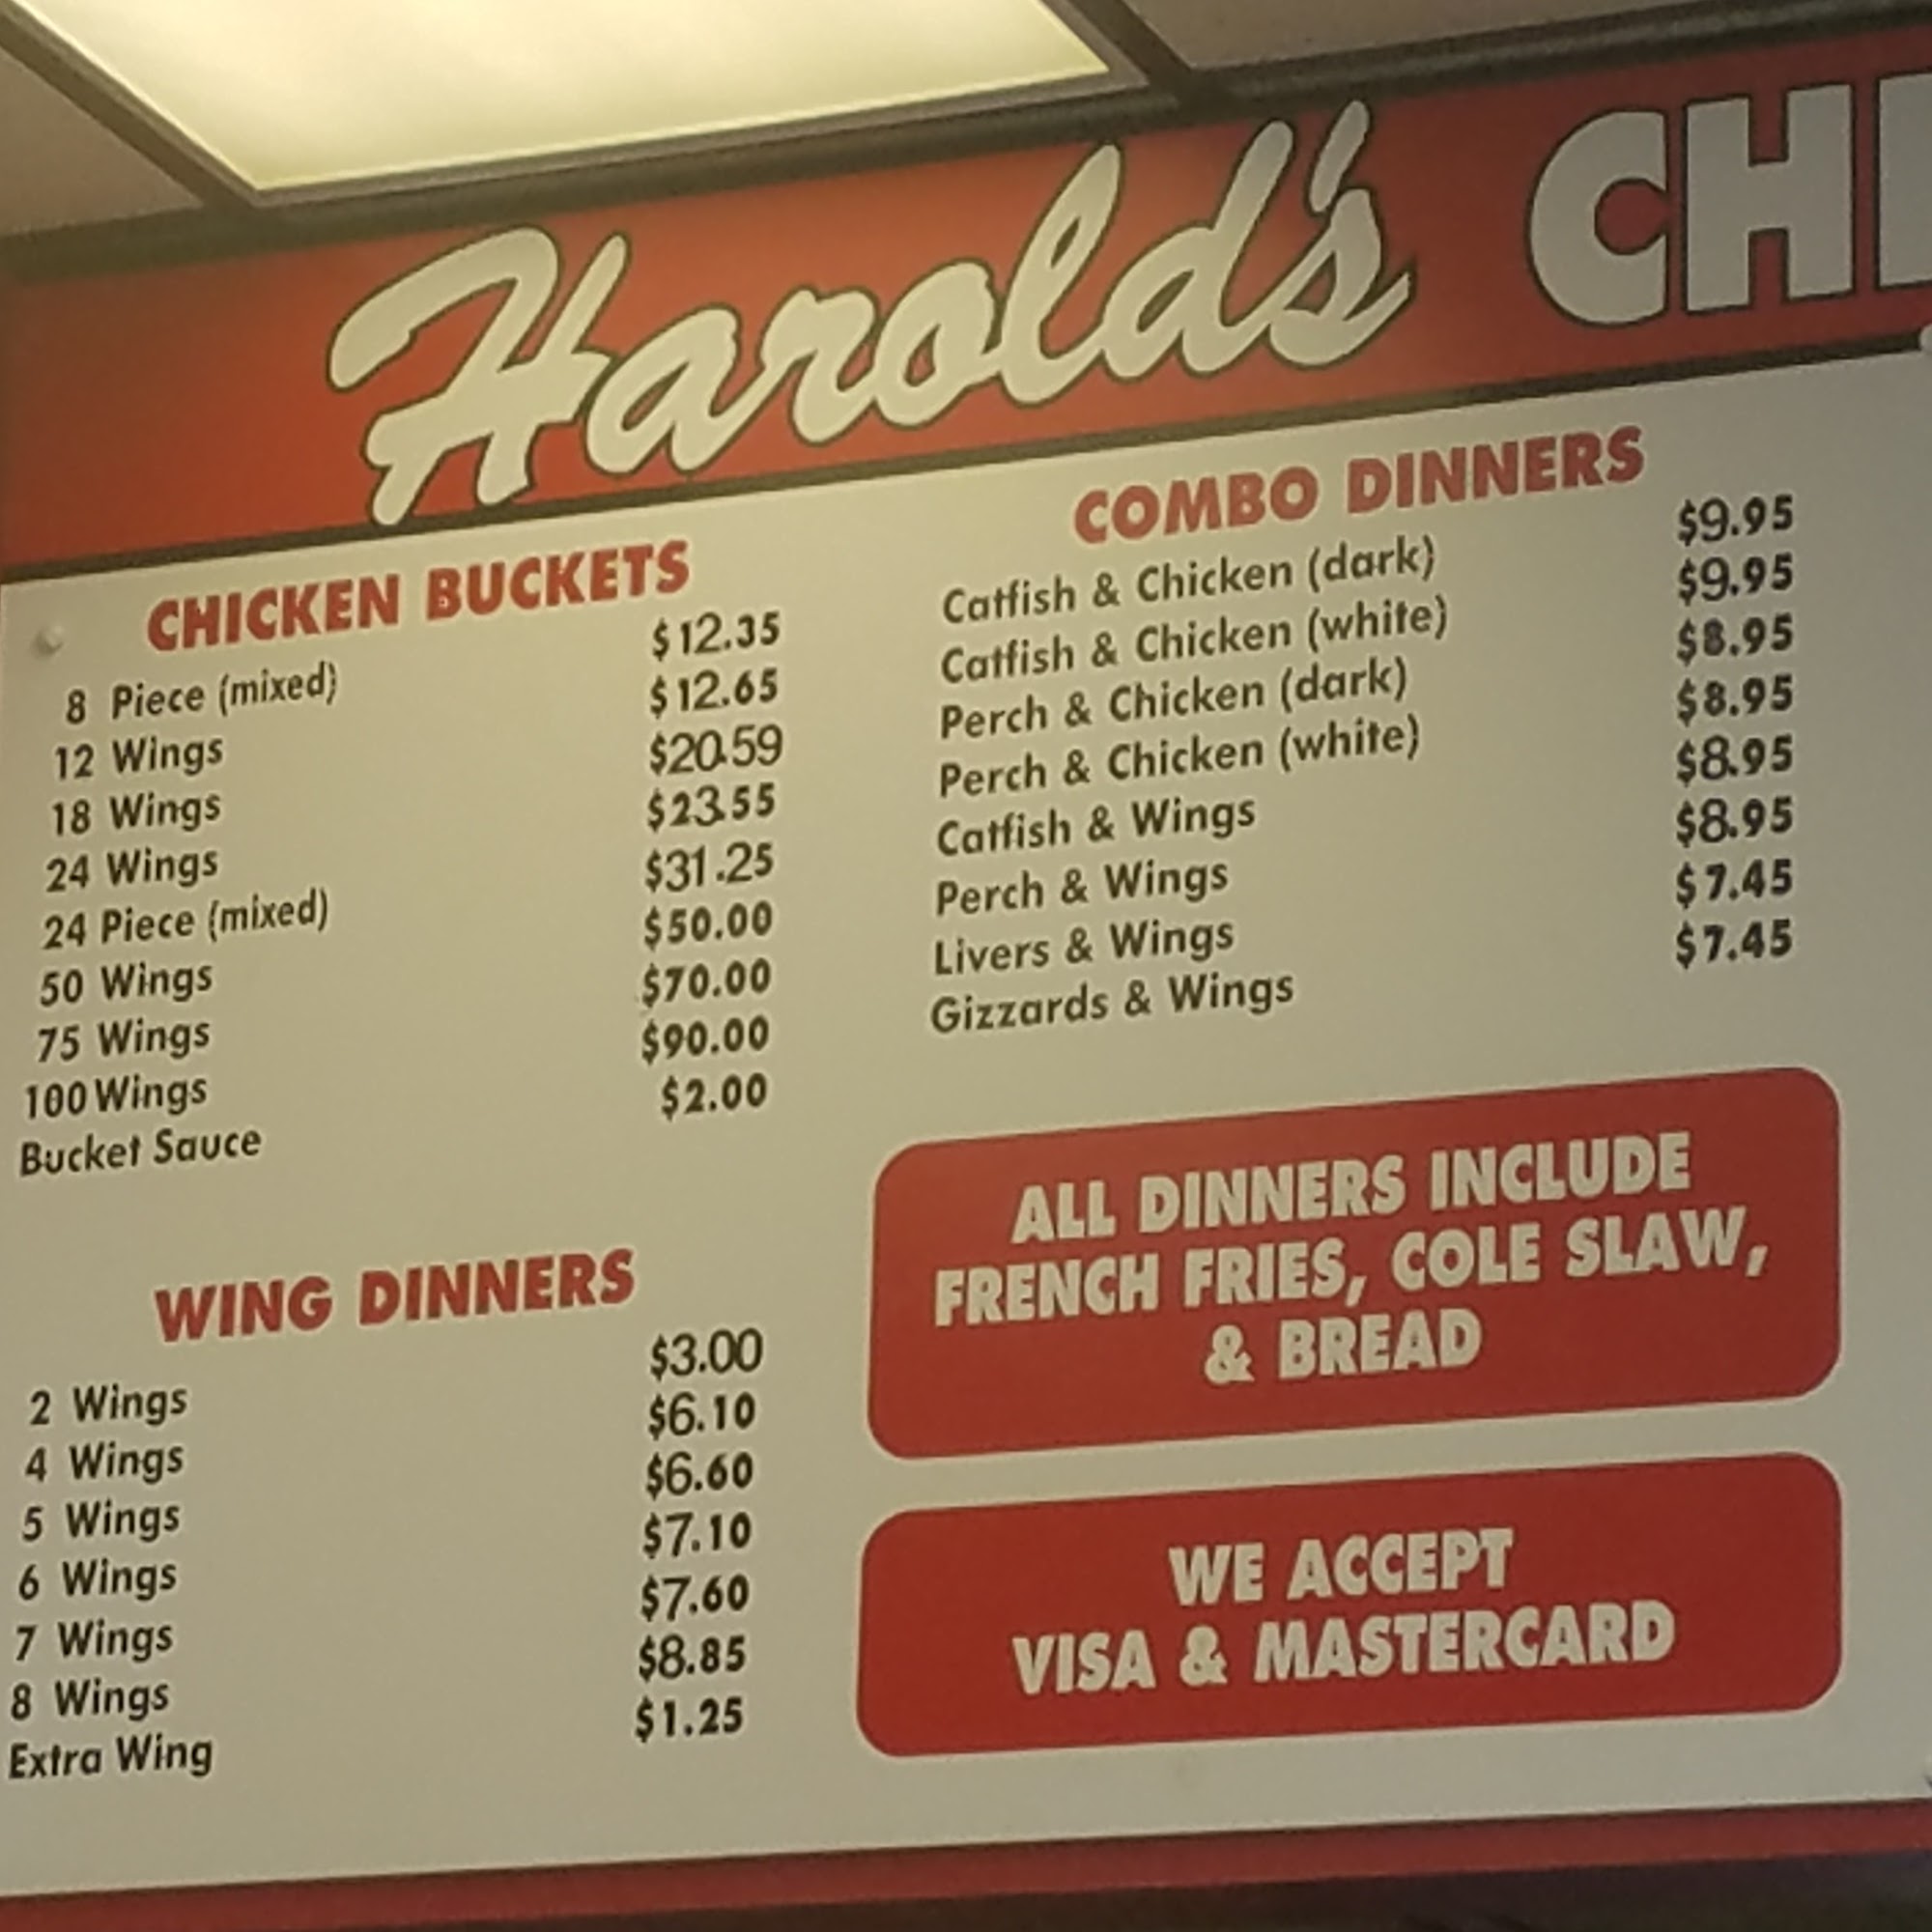 Harold's CHI
CHICKEN BUCKETS
8 Piece (mixed) $12.35
12 Wings $12.65
18 Wings $20.59
24 Wings $23.55
24 Piece (mixed) $31.25
50 Wings $50.00
75 Wings $70.00
100 Wings $90.00
Bucket Sauce $2.00
WING DINNERS
2 Wings $3.00
4 Wings $6.10
5 Wings $6.60
6 Wings $7.10
7 Wings $7.60
8 Wings $8.85
Extra Wing $1.25
COMBO DINNERS
Catfish & Chicken (dark) $9.95
Catfish & Chicken (white) $9.95
Perch & Chicken (dark) $8.95
Perch & Chicken (white) $8.95
Catfish & Wings $8.95
Perch & Wings $8.95
Livers & Wings $7.45
Gizzards & Wings $7.45
ALL DINNERS INCLUDE
FRENCH FRIES, COLE SLAW,
& BREAD
WE ACCEPT
VISA & MASTERCARD